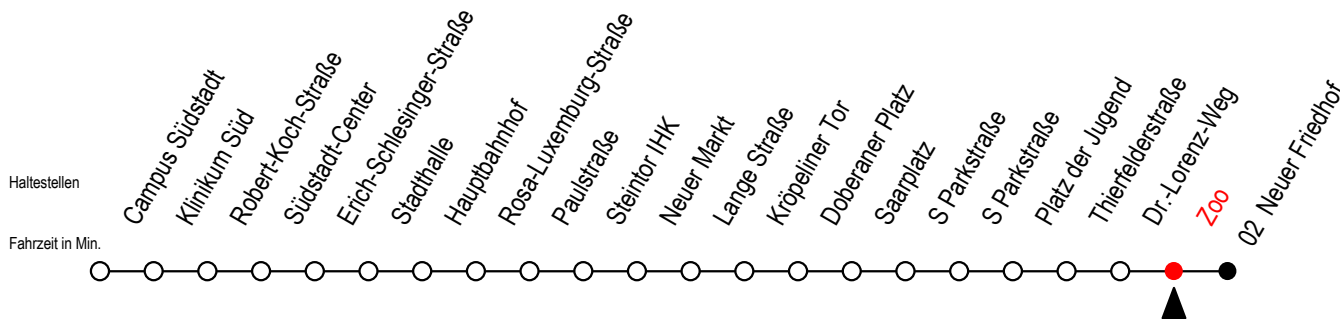 Haltestellen
Fahrzeit in Min.
Campus Südstadt
Klinikum Süd
Robert-Koch-Straße
Südstadt-Center
Erich-Schlesinger-Straße
Stadthalle
Hauptbahnhof
Rosa-Luxemburg-Straße
Paulstraße
Steintor IHK
Neuer Markt
Lange Straße
Kröpeliner Tor
Doberaner Platz
Saarplatz
S Parkstraße
S Parkstraße
Platz der Jugend
Thierfelderstraße
Dr.-Lorenz-Weg
Zoo
02 Neuer Friedhof